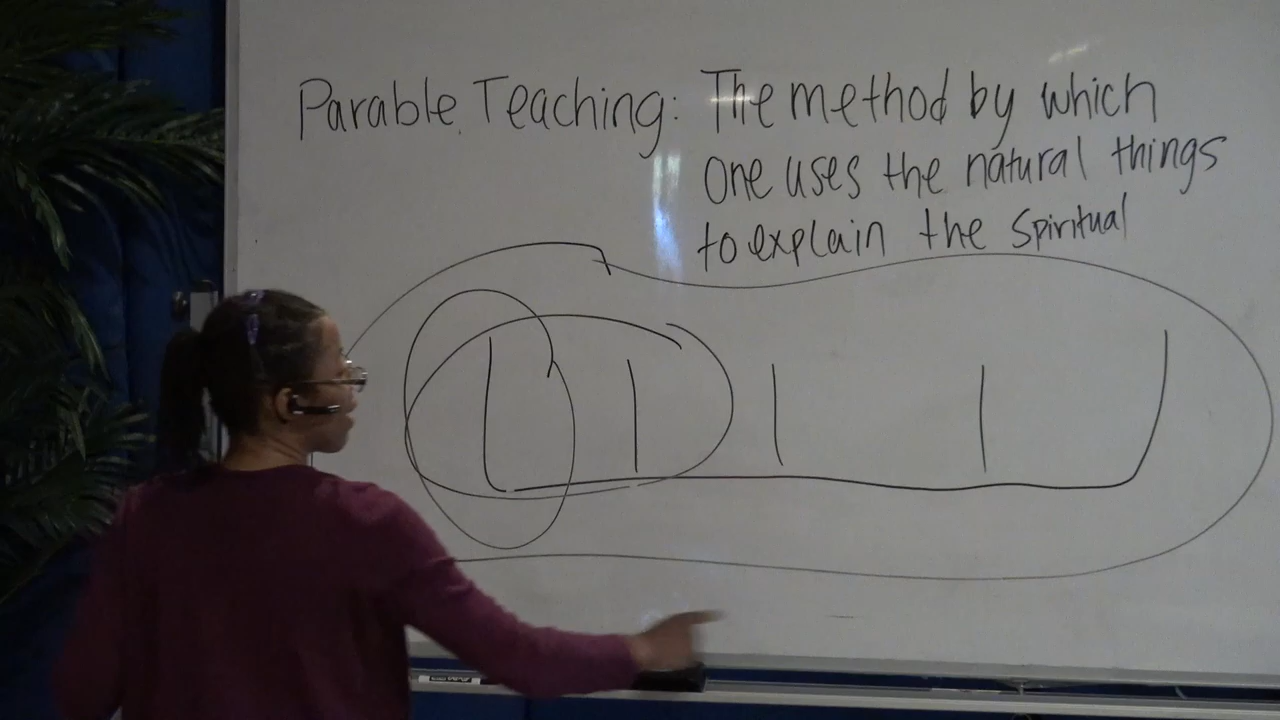 Parable Teaching: The method by which
one uses the natural things
to explain the Spiritual